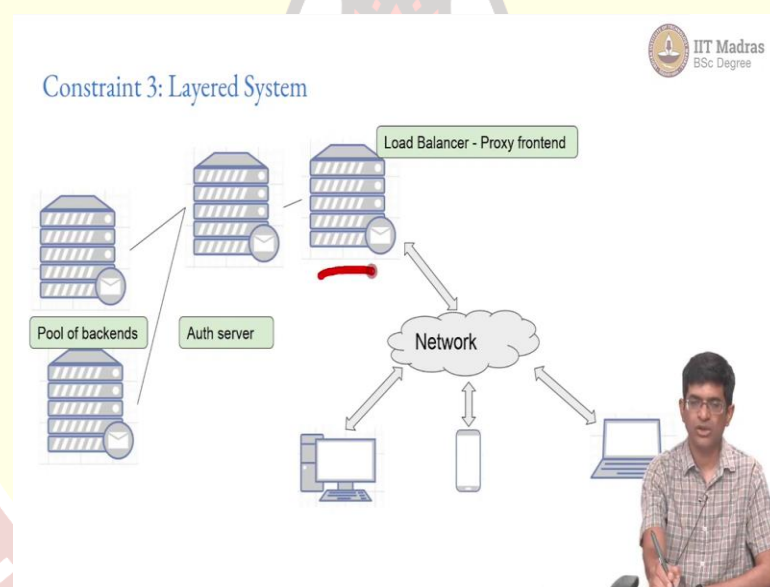 IIT Madras
BSc Degree
Constraint 3: Layered System
Load Balancer - Proxy frontend
Pool of backends
Auth server
Network